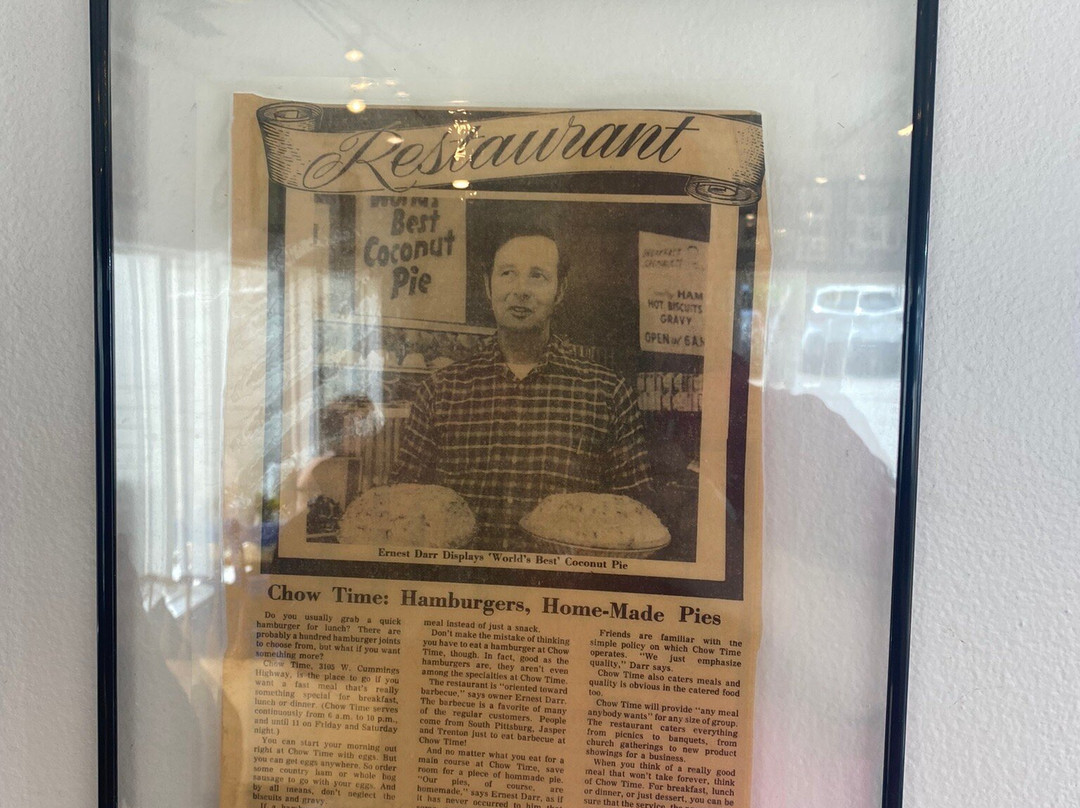 Restaurant
World's
Best
Coconut
Pie
HAM
HOT BISCUITS
GRAVY
OPEN at 6 AM
Ernest Darr Displays 'World's Best' Coconut Pie
Chow Time: Hamburgers, Home-Made Pies
Do you usually grab a quick
hamburger for lunch? There are
probably a hundred hamburger joints
to choose from, but what if you want
something more?
Chow Time, 3105 W. Cummings
Highway, is the place to go if you
want a fast meal that's really
something special for breakfast,
lunch or dinner. (Chow Time serves
continuously from 6 a.m. to 10 p.m.,
and until 11 on Friday and Saturday
night.)
You can start your morning out
right at Chow Time with eggs. But
you can get eggs anywhere. So order
some country ham or whole hog
sausage to go with your eggs. And
by all means, don't neglect the
biscuits and gravy.
meal instead of just a snack.
Don't make the mistake of thinking
you have to eat a hamburger at Chow
Time, though. In fact, good as the
hamburgers are, they aren't even
among the specialties at Chow Time.
The restaurant is "oriented toward
barbecue," says owner Ernest Darr.
The barbecue is a favorite of many
of the regular customers. People
come from South Pittsburg, Jasper
and Trenton just to eat barbecue at
Chow Time!
And no matter what you eat for a
main course at Chow Time, save
room for a piece of hommade pie.
"Our pies, of course, are
homemade," says Ernest Darr, as if
it has never occurred to him that
Friends are familiar with the
simple policy on which Chow Time
operates. "We just emphasize
quality," Darr says.
Chow Time also caters meals and
quality is obvious in the catered food
too.
Chow Time will provide "any meal
anybody wants" for any size of group.
The restaurant caters everything
from picnics to banquets, from
church gatherings to new product
showings for a business.
When you think of a really good
meal that won't take forever, think
of Chow Time. For breakfast, lunch
or dinner, or just dessert, you can be
sure that the service, the